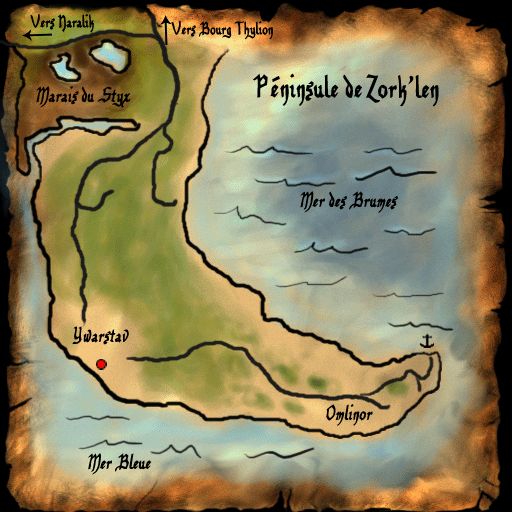 Vers Naralik
Vers Bourg Thylion
Péninsule de Zork'len
Marais du Styx
Mer des Brumes
Ywarstav
Omlinor
Mer Bleue